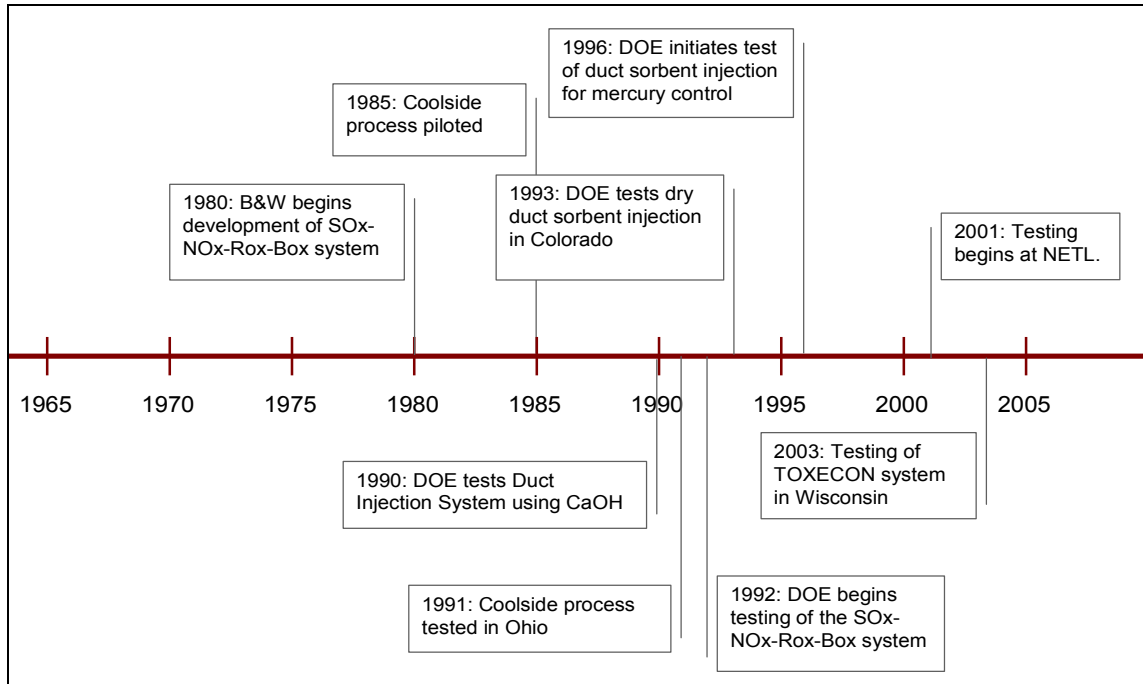 1996: DOE initiates test
of duct sorbent injection
for mercury control
1985: Coolside
process piloted
1993: DOE tests dry
duct sorbent injection
in Colorado
1980: B&W begins
development of SOx-
NOx-Rox-Box system
2001: Testing
begins at NETL.
1965 1970 1975 1980 1985 1990 1995 2000 2005
1990: DOE tests Duct
Injection System using CaOH
2003: Testing of
TOXECON system
in Wisconsin
1991: Coolside process
tested in Ohio
1992: DOE begins
testing of the SOx-
NOx-Rox-Box system